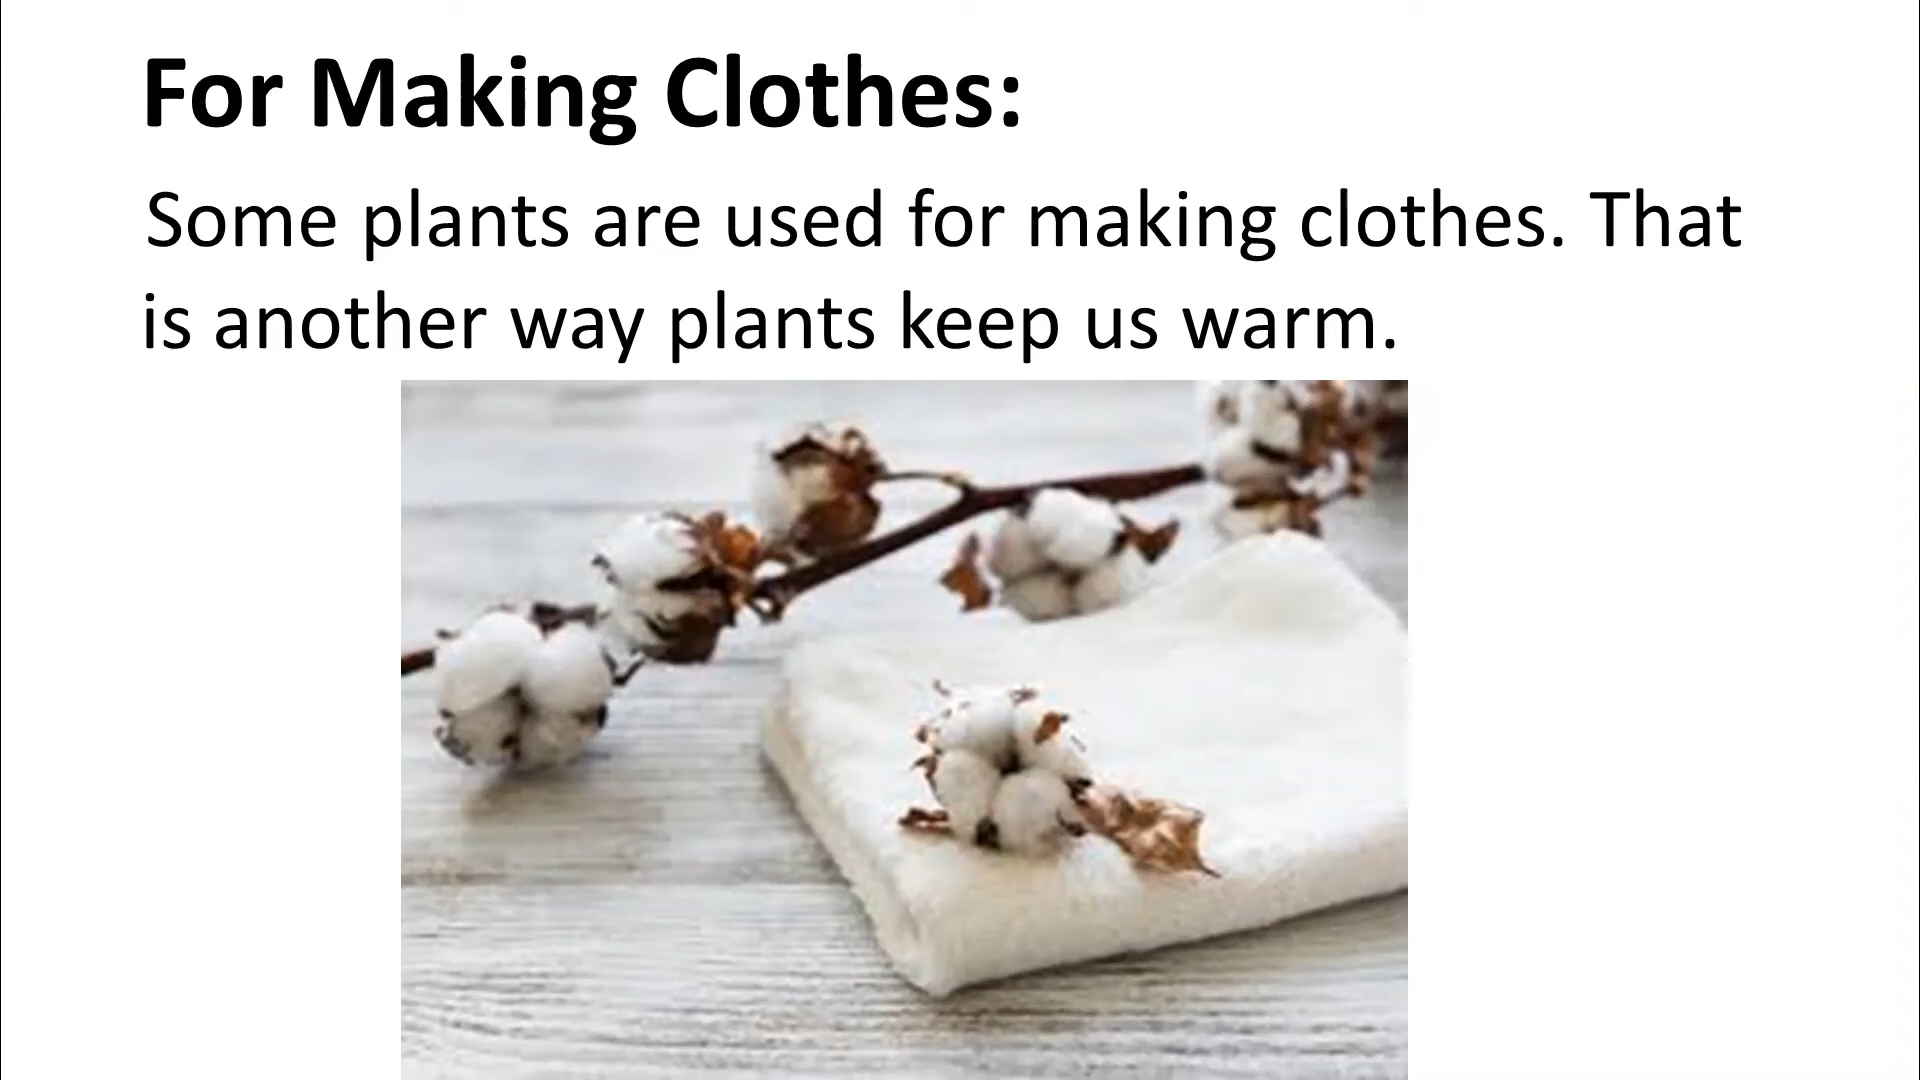 For Making Clothes:
Some plants are used for making clothes. That
is another way plants keep us warm.